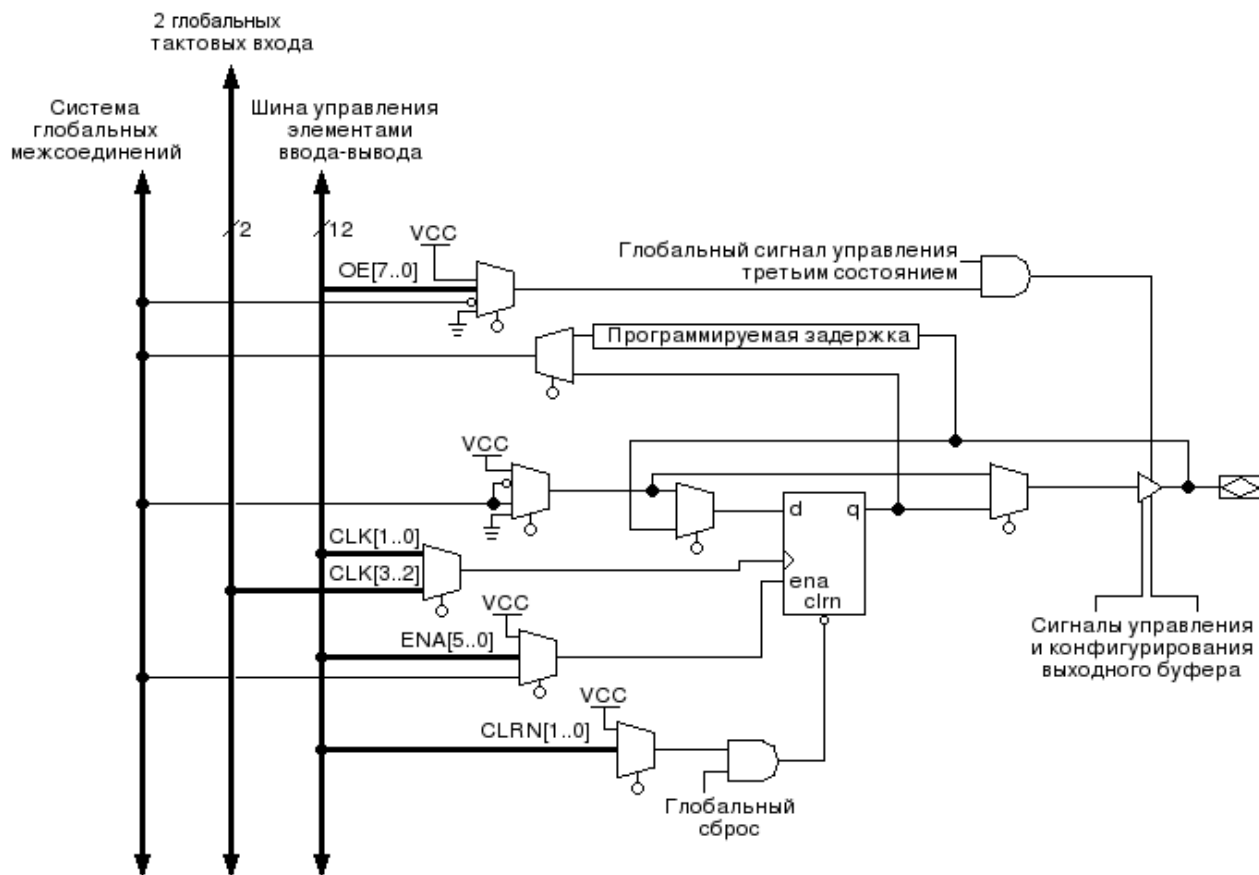 2 глобальных
тактовых входа
Система
глобальных
межсоединений
Шина управления
элементами
ввода-вывода
2
12
VCC
OE[7..0]
Глобальный сигнал управления
третьим состоянием
Программируемая задержка
VCC
d
q
CLK[1..0]
CLK[3..2]
ena
clrn
VCC
ENA[5..0]
Сигналы управления
и конфигурирования
выходного буфера
VCC
CLRN[1..0]
Глобальный
сброс